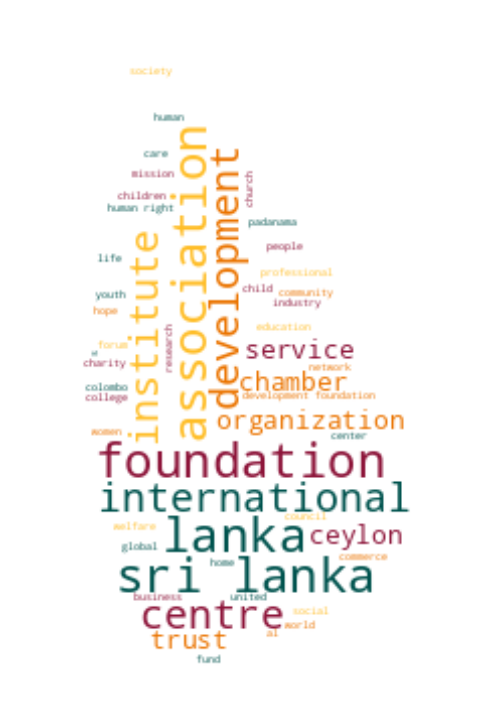 society
human
care
mission
children
human right
church
association
development
padanama
institute
people
life
professional
child
community
youth
industry
hope
education
research
forum
al
charity
service
network
chamber
colombo
college
development foundation
organization
women
center
foundation
international
council
welfare
lanka
ceylon
global
commerce
home
sri lanka
business
united
centre
social
world
trust
al
fund